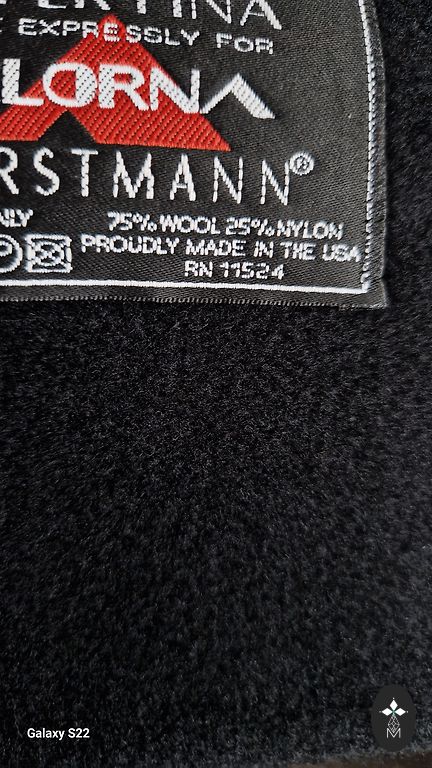 EXPRESSLY FOR
LORNA
RSTMANN®
75% WOOL 25% NYLON
PROUDLY MADE IN THE USA
RN 11524
Galaxy S22
M